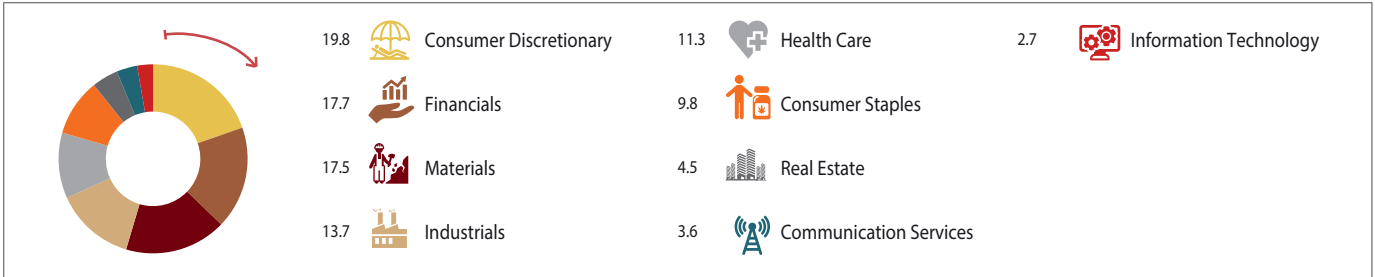 19.8 Consumer Discretionary
17.7 Financials
17.5 Materials
13.7 Industrials
11.3 Health Care
9.8 Consumer Staples
4.5 Real Estate
3.6 Communication Services
2.7 Information Technology